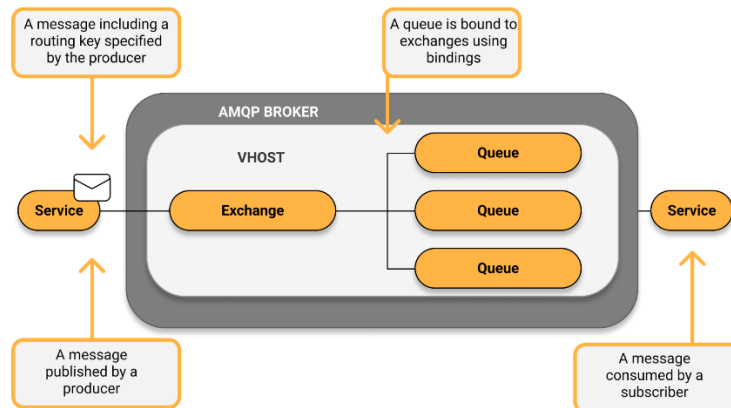 A message including a
routing key specified
by the producer
A queue is bound to
exchanges using
bindings
AMQP BROKER
VHOST
Service
Exchange
Queue
Queue
Queue
Service
A message
published by a
producer
A message
consumed by a
subscriber